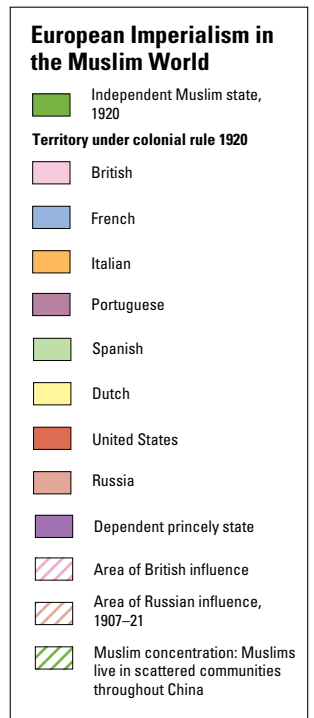 European Imperialism in
the Muslim World
Independent Muslim state,
1920
Territory under colonial rule 1920
British
French
Italian
Portuguese
Spanish
Dutch
United States
Russia
Dependent princely state
Area of British influence
Area of Russian influence,
1907–21
Muslim concentration: Muslims
live in scattered communities
throughout China